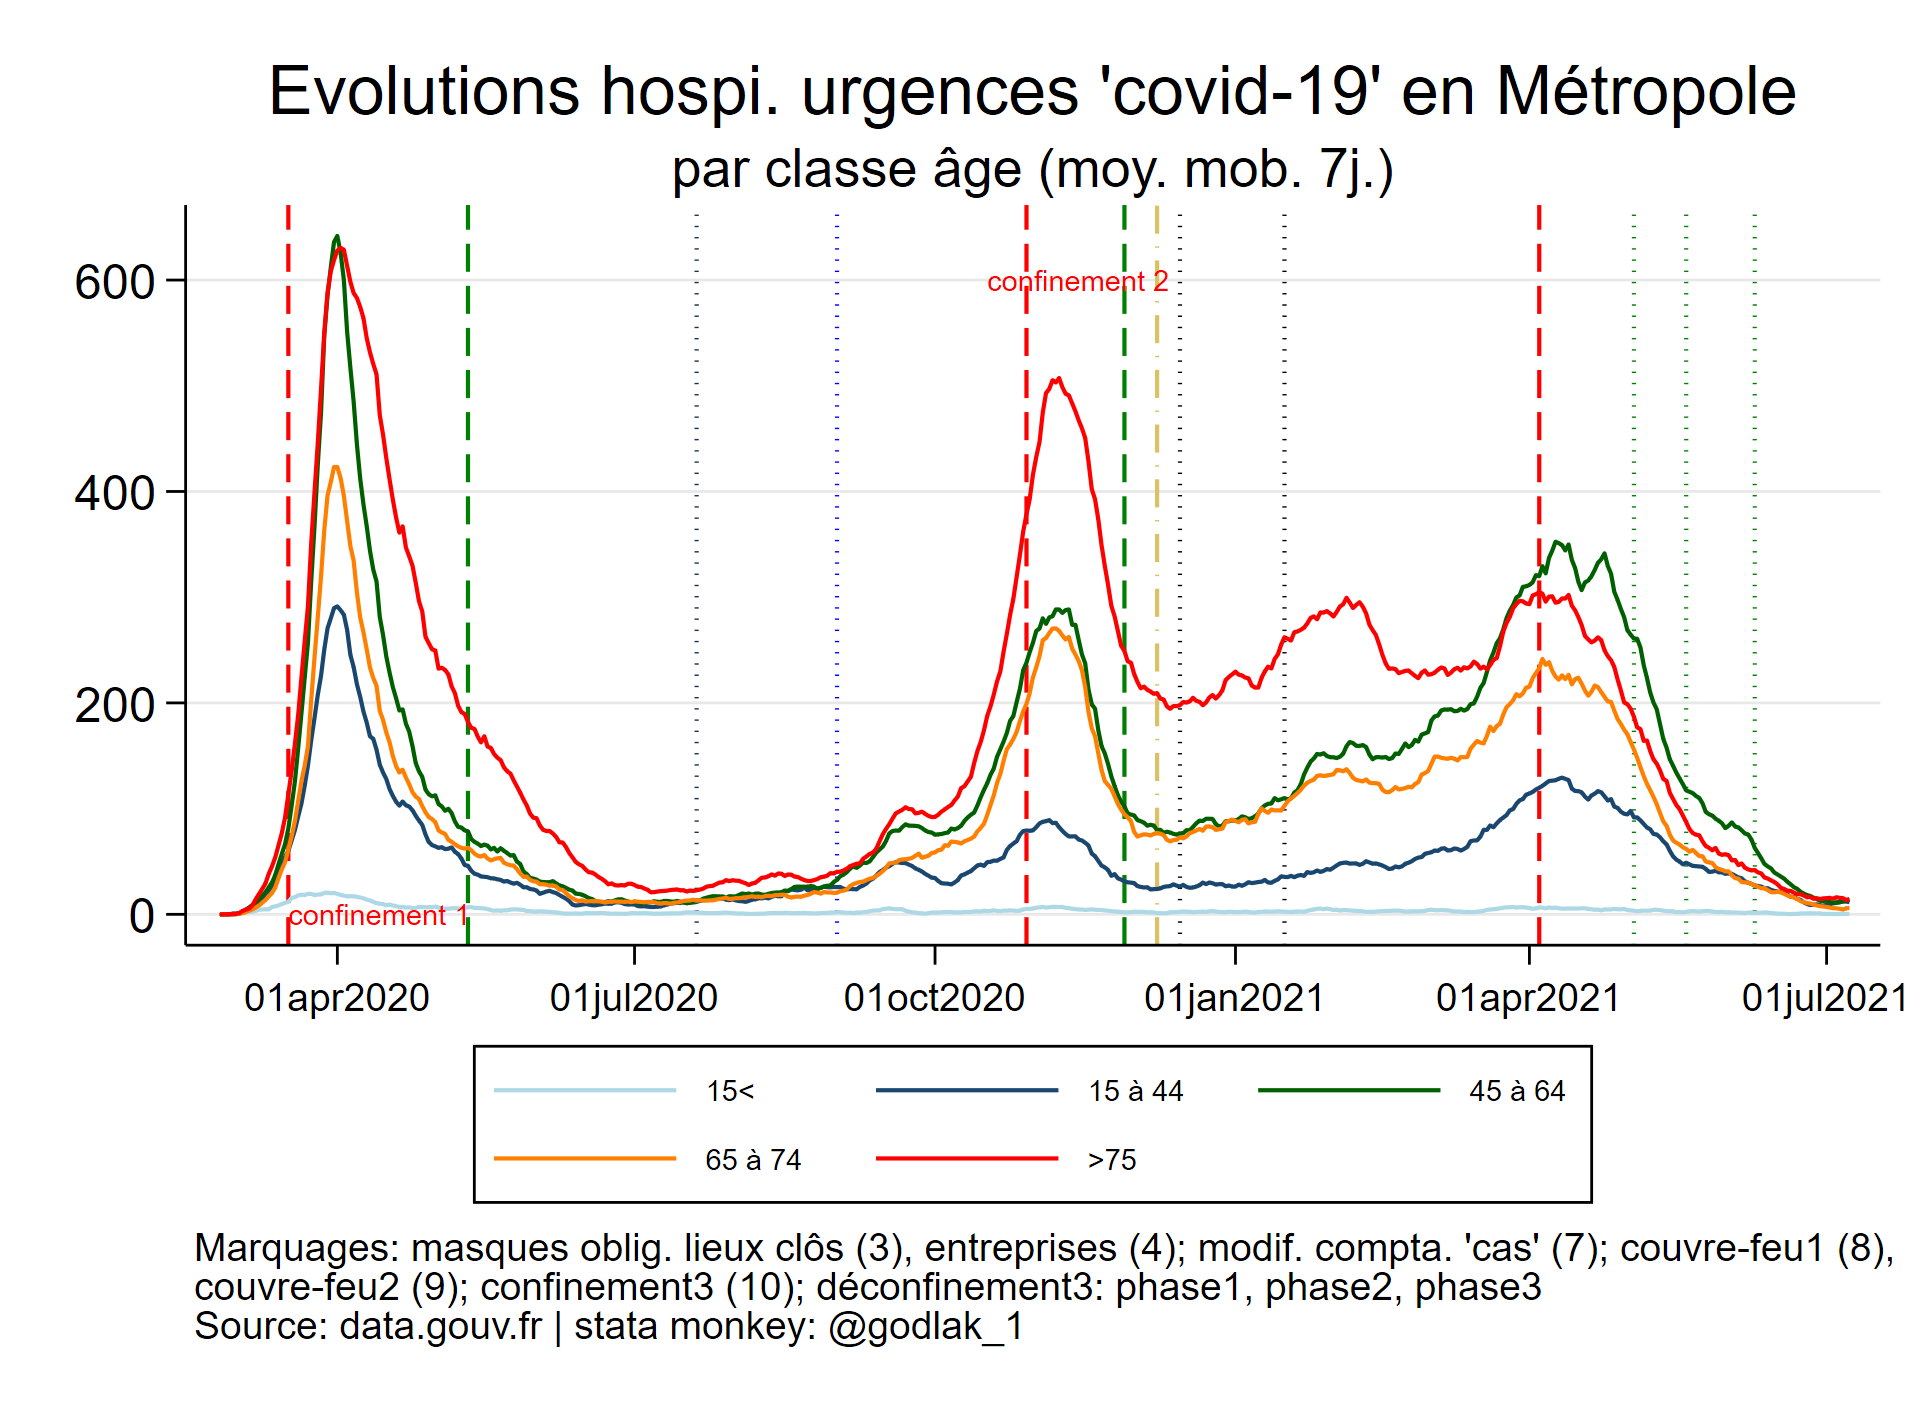 Evolutions hospi. urgences 'covid-19' en Métropole
par classe âge (moy. mob. 7j.)
600
confinement 2
400
200
0
confinement 1
01apr2020
01jul2020
01oct2020
01jan2021
01apr2021
01jul2021
15<
15 à 44
45 à 64
65 à 74
>75
Marquages: masques oblig. lieux clôs (3), entreprises (4); modif. compta. 'cas' (7); couvre-feu1 (8),
couvre-feu2 (9); confinement3 (10); déconfinement3: phase1, phase2, phase3
Source: data.gouv.fr | stata monkey: @godlak_1